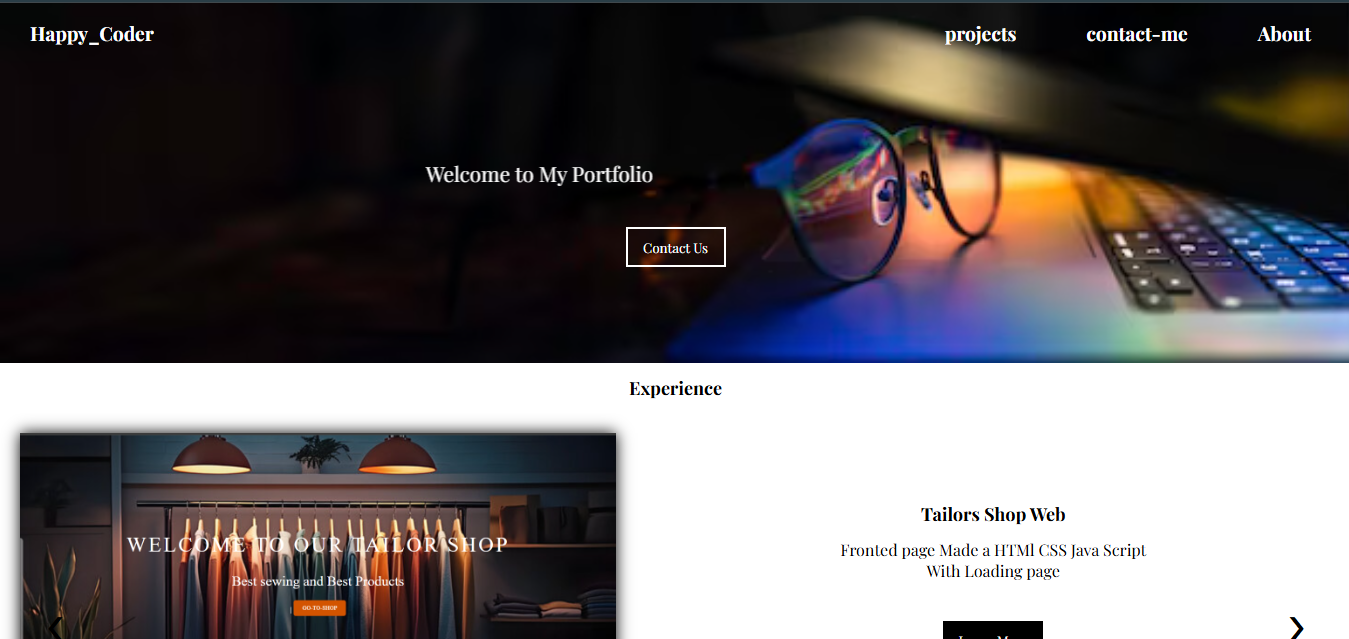 Happy_Coder
projects
contact-me
About
Welcome to My Portfolio
Contact Us
Experience
WELCOME TO OUR TAILOR SHOP
Best sewing and Best Products
GO-TO-SHOP
Tailors Shop Web
Fronted page Made a HTMl CSS Java Script
With Loading page